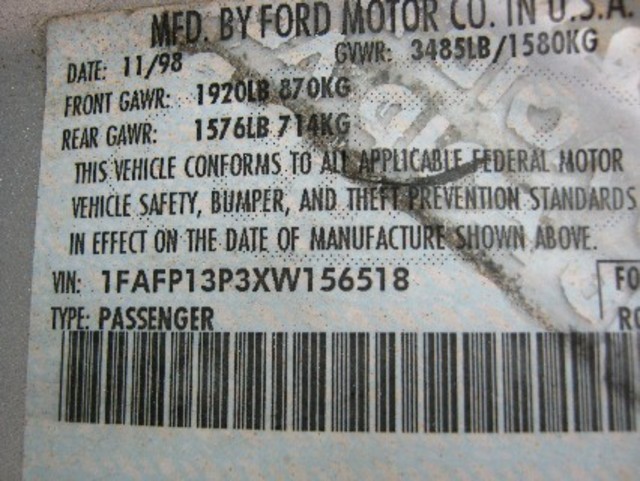 MFD. BY FORD MOTOR CO. IN U.S.A.
DATE: 11/98 GVWR: 3485LB/1580KG
FRONT GAWR: 1920LB 870KG
REAR GAWR: 1576LB 714KG
THIS VEHICLE CONFORMS TO ALL APPLICABLE FEDERAL MOTOR
VEHICLE SAFETY, BUMPER, AND THEFT PREVENTION STANDARDS
IN EFFECT ON THE DATE OF MANUFACTURE SHOWN ABOVE.
VIN: 1FAFP13P3XW156518
TYPE: PASSENGER